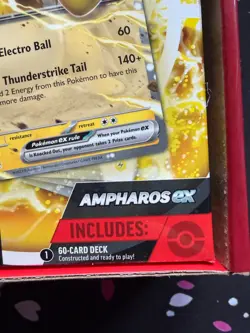 Electro Ball 60
Thunderstrike Tail 140+
2 Energy from this Pokémon to have this
more damage.
resistance retreat
Pokémon ex rule When your Pokémon ex
is Knocked Out, your opponent takes 2 Prize cards.
AMPHAROS ex
INCLUDES:
1 60-CARD DECK
Constructed and ready to play!